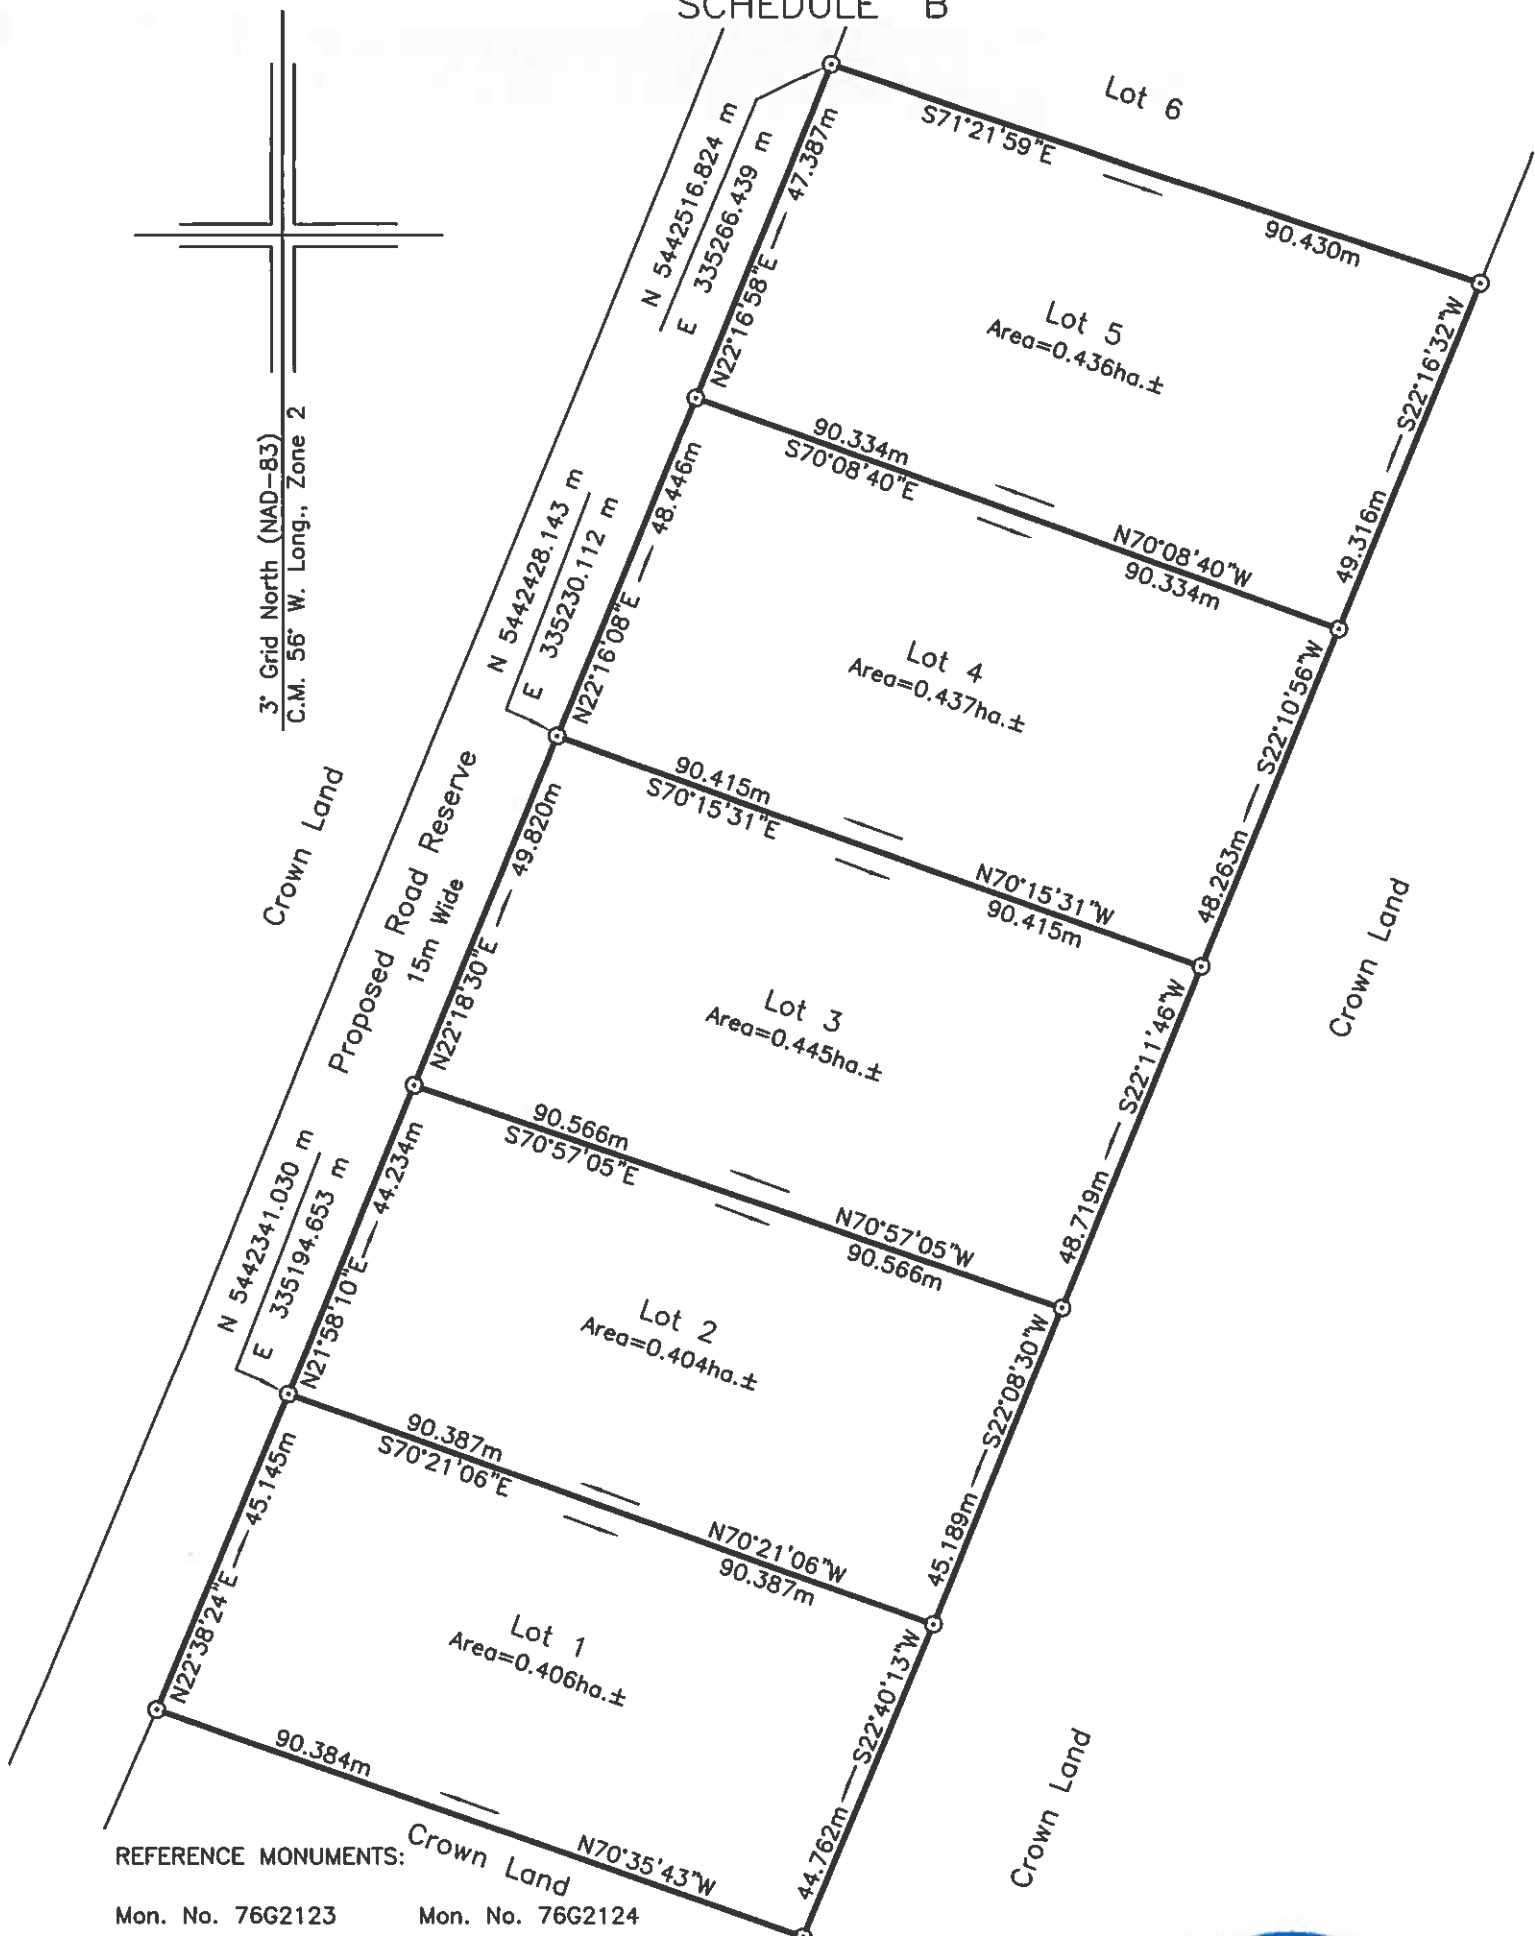 SCHEDULE B
Lot 6
S71°21'59"E
90.430m
N 5442516.824 m
E 335266.439 m
N22°16'58"E — 47.387m
Lot 5
Area=0.436ha.±
49.316m — S22°16'32"W
3° Grid North (NAD-83)
C.M. 56° W. Long., Zone 2
90.334m
S70°08'40"E
N70°08'40"W
90.334m
N 5442428.143 m
E 335230.112 m
N22°16'08"E — 48.446m
Lot 4
Area=0.437ha.±
48.263m — S22°10'56"W
Crown Land
Proposed Road Reserve
15m Wide
90.415m
S70°15'31"E
N70°15'31"W
90.415m
N22°18'30"E — 49.820m
Lot 3
Area=0.445ha.±
48.719m — S22°11'46"W
Crown Land
90.566m
S70°57'05"E
N70°57'05"W
90.566m
N 5442341.030 m
E 335194.653 m
N21°58'10"E — 44.234m
Lot 2
Area=0.404ha.±
45.189m — S22°08'30"W
90.387m
S70°21'06"E
N70°21'06"W
90.387m
N22°38'24"E — 45.145m
Lot 1
Area=0.406ha.±
44.762m — S22°40'13"W
Crown Land
90.384m
N70°35'43"W
Crown Land
REFERENCE MONUMENTS:
Mon. No. 76G2123 Mon. No. 76G2124